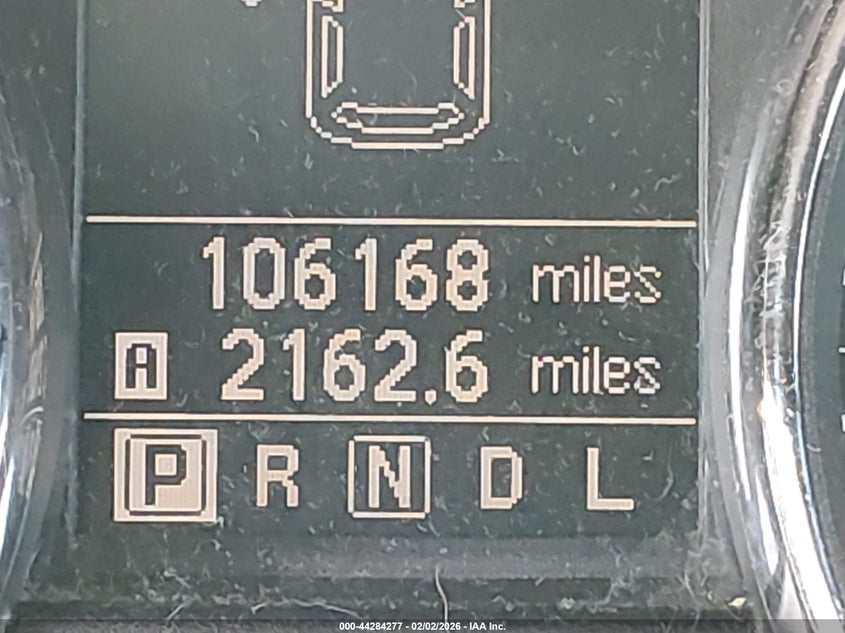 106168 miles
A 2162.6 miles
P R N D L
000-44284277 - 02/02/2026 - IAA Inc.